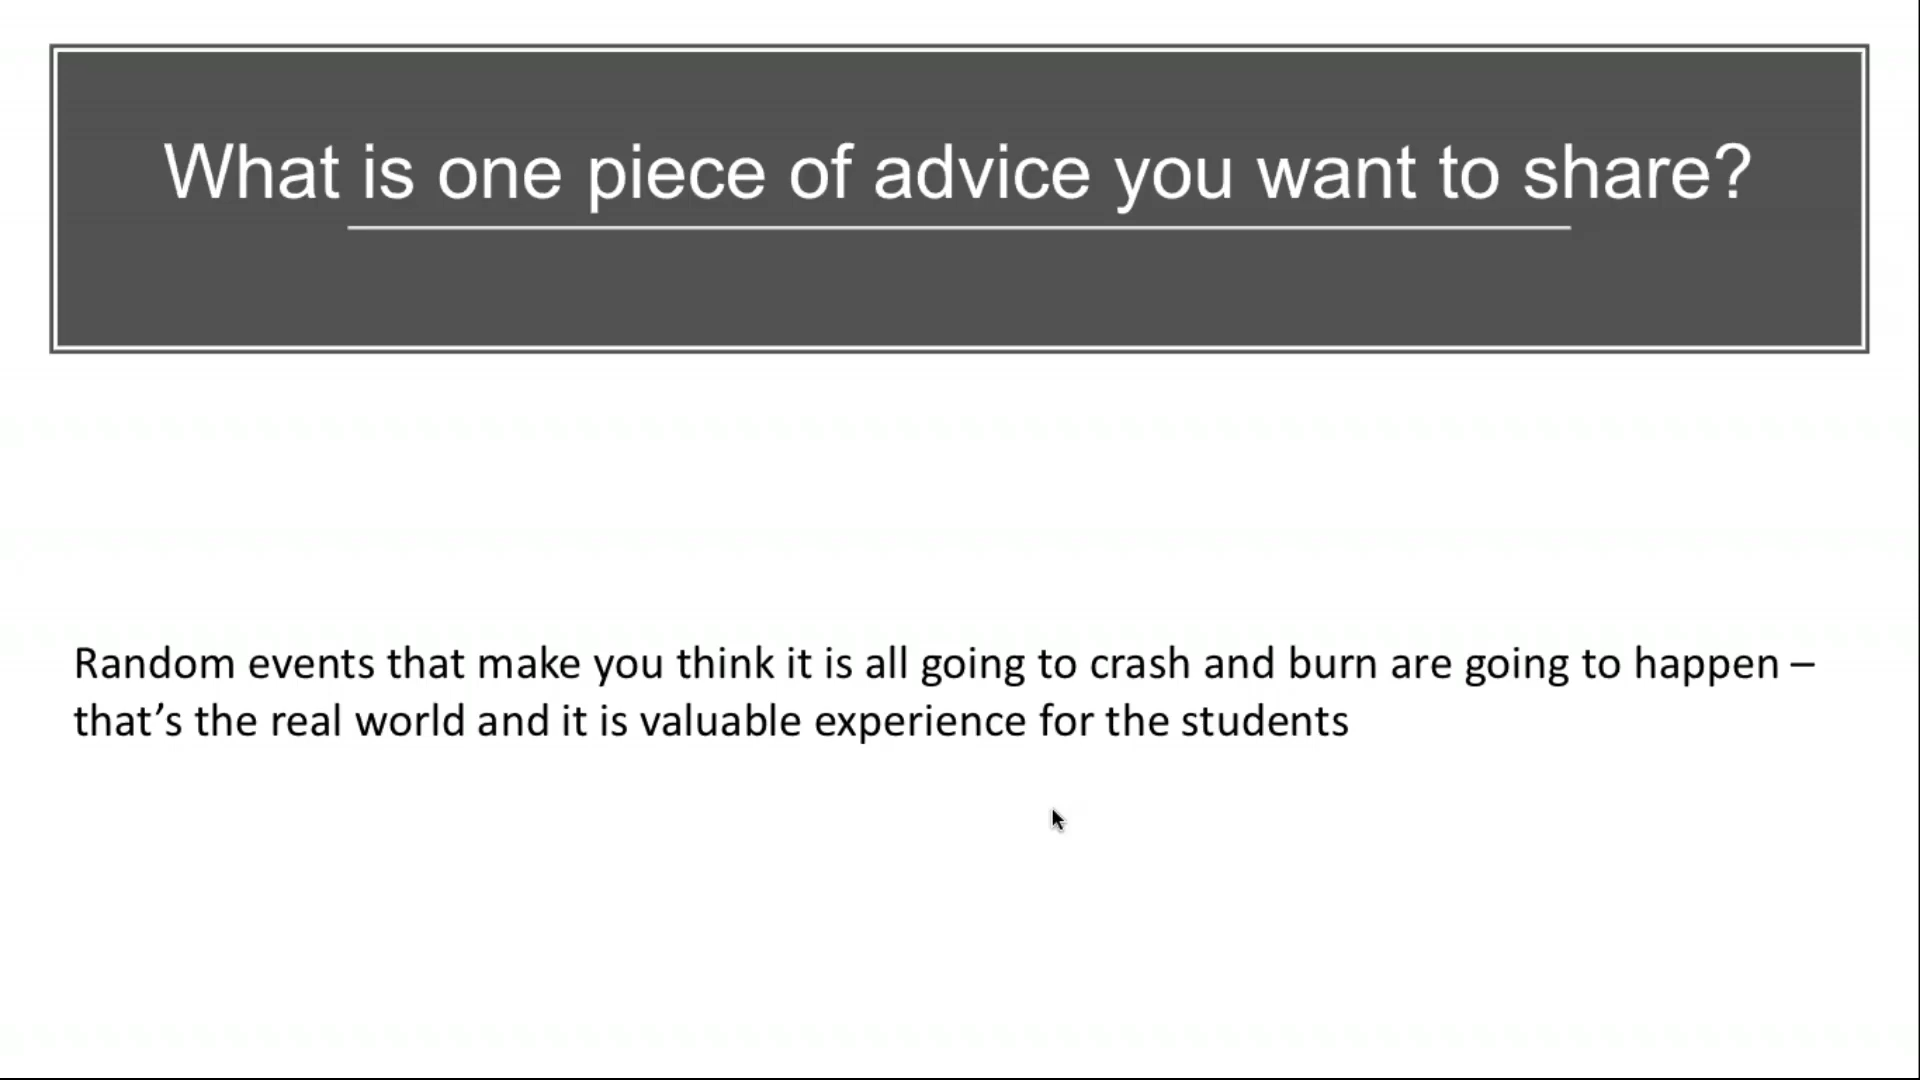 What is one piece of advice you want to share?
Random events that make you think it is all going to crash and burn are going to happen –
that’s the real world and it is valuable experience for the students